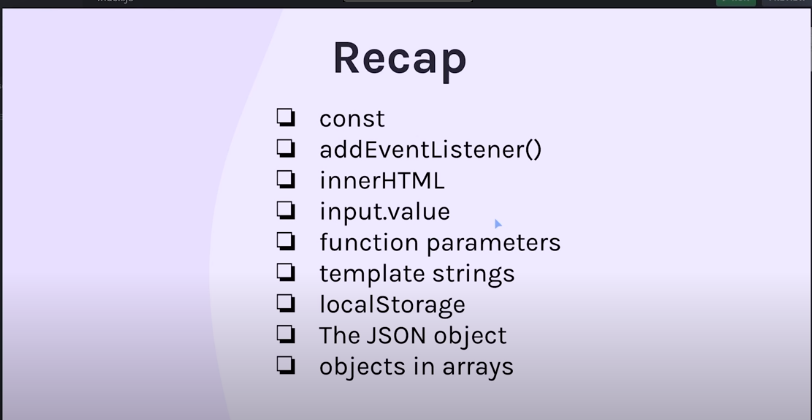 Recap
const
addEventListener()
innerHTML
input.value
function parameters
template strings
localStorage
The JSON object
objects in arrays